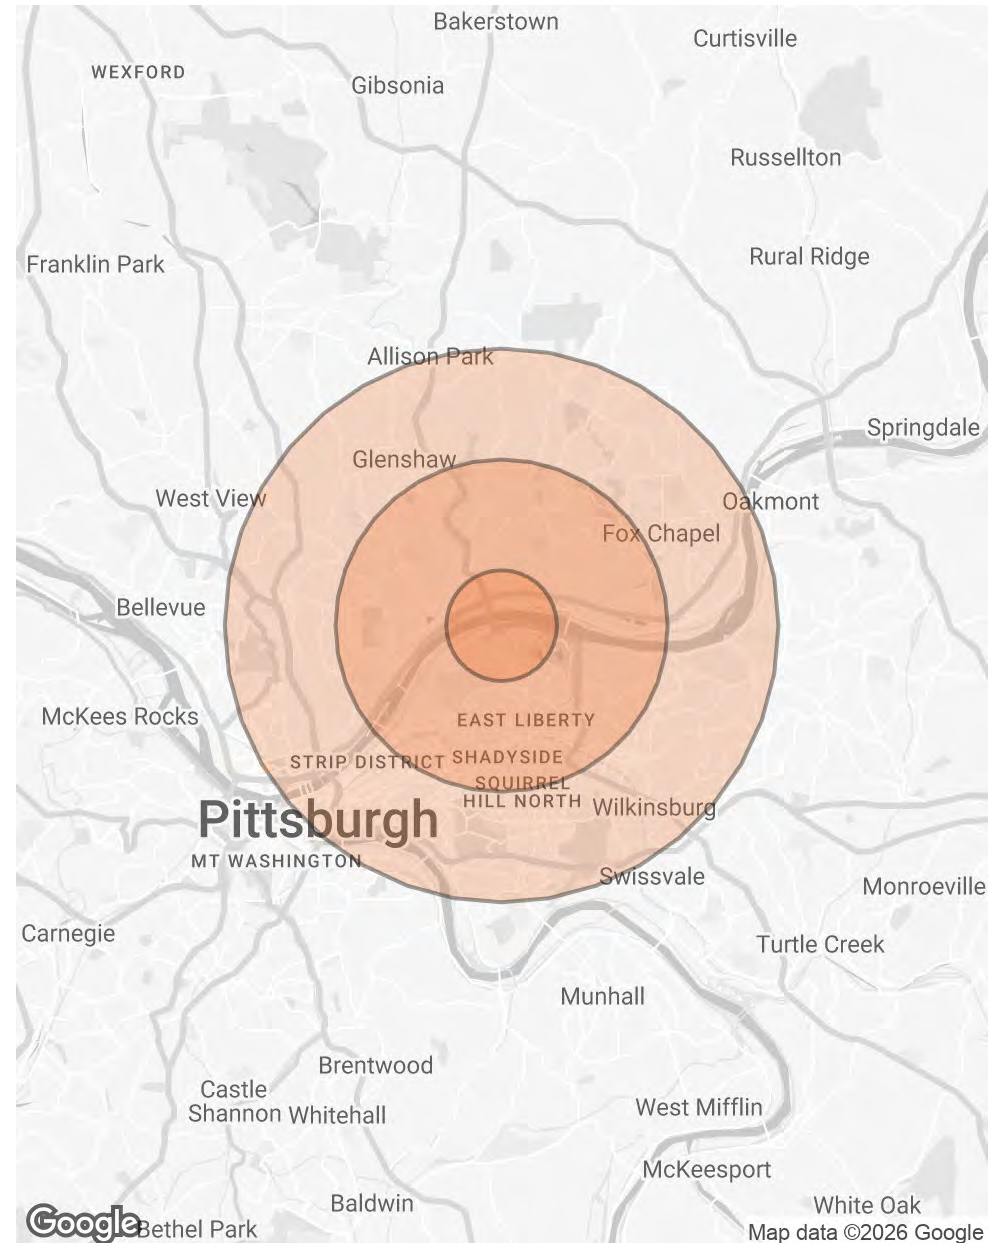 Bakerstown
Curtisville
WEXFORD
Gibsonia
Russellton
Rural Ridge
Franklin Park
Allison Park
Springdale
Glenshaw
West View
Oakmont
Fox Chapel
Bellevue
McKees Rocks
EAST LIBERTY
STRIP DISTRICT
SHADYSIDE
SQUIRREL
HILL NORTH
Wilkinsburg
Pittsburgh
MT WASHINGTON
Swissvale
Monroeville
Carnegie
Turtle Creek
Munhall
Brentwood
Castle
Shannon
Whitehall
West Mifflin
McKeesport
Baldwin
White Oak
Google
Bethel Park
Map data ©2026 Google